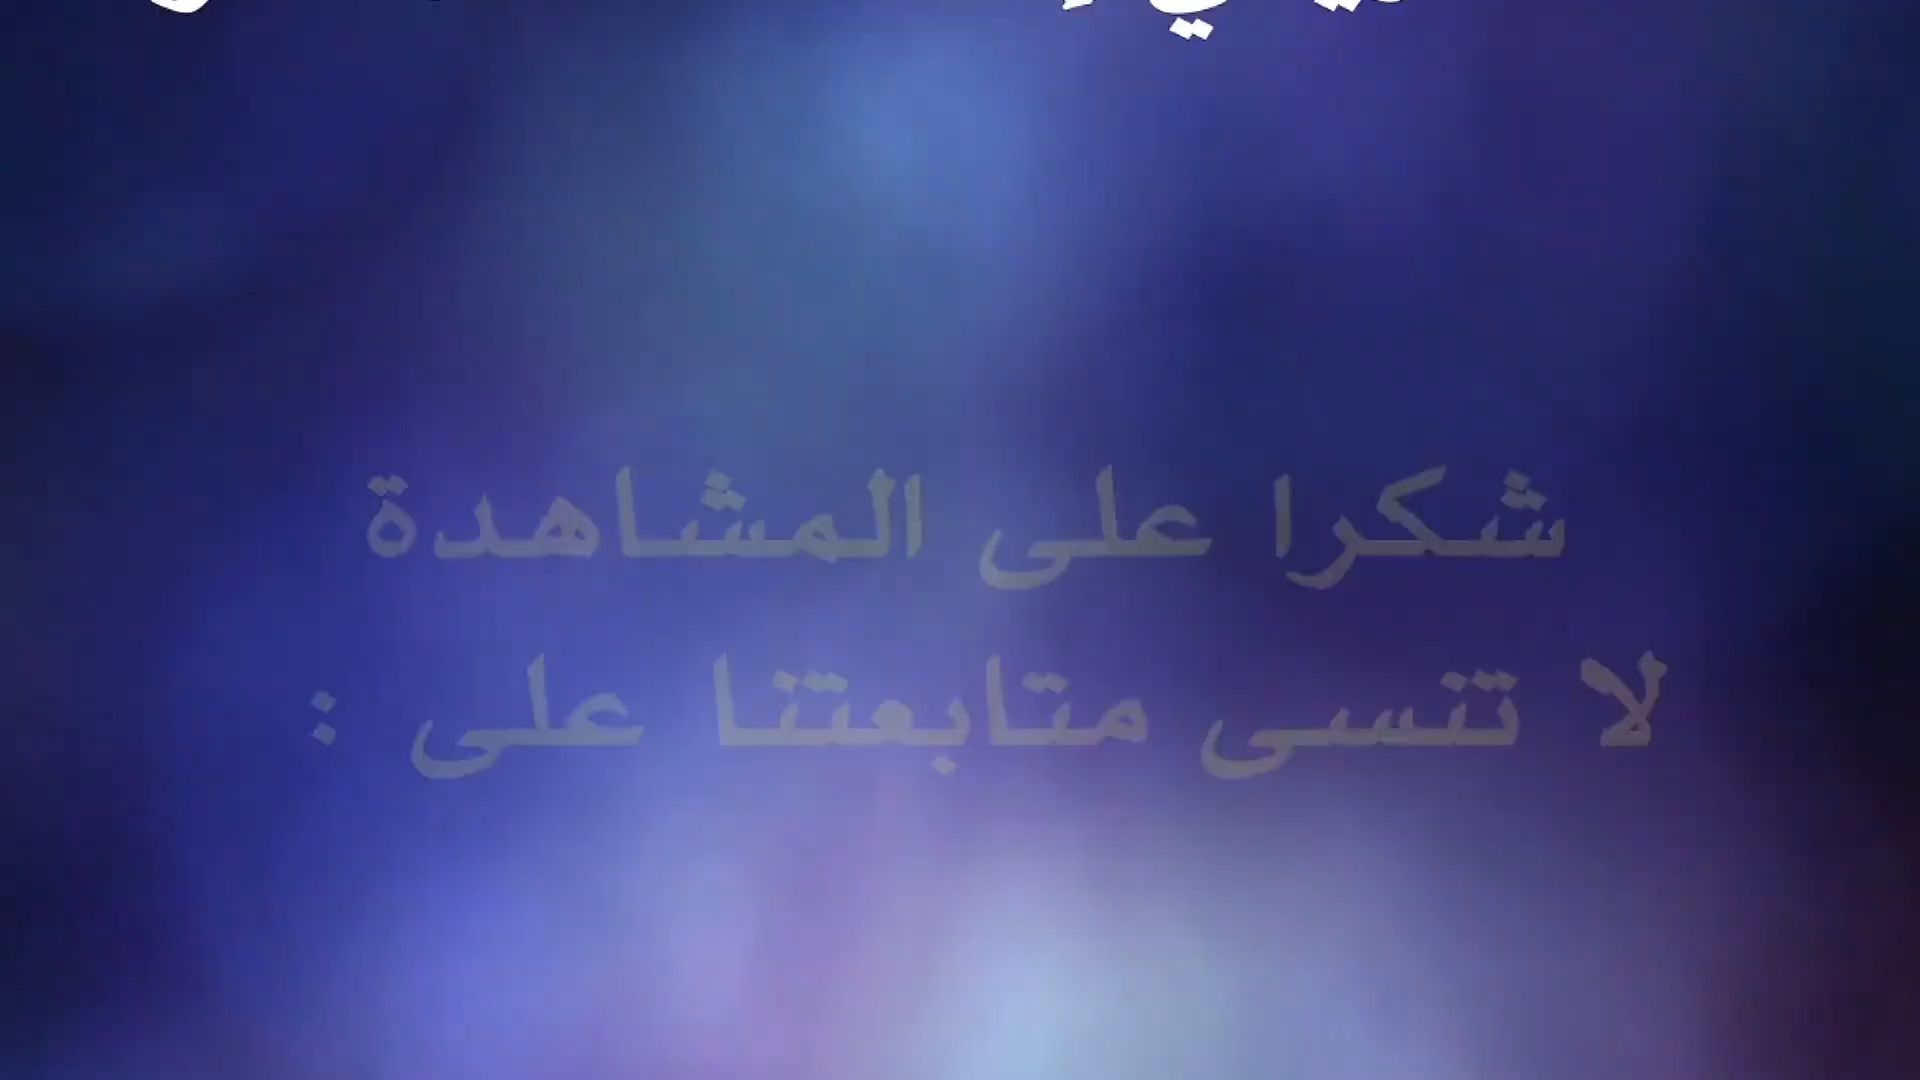 شكرا على المشاهدة
لا تنسى متابعتنا على :